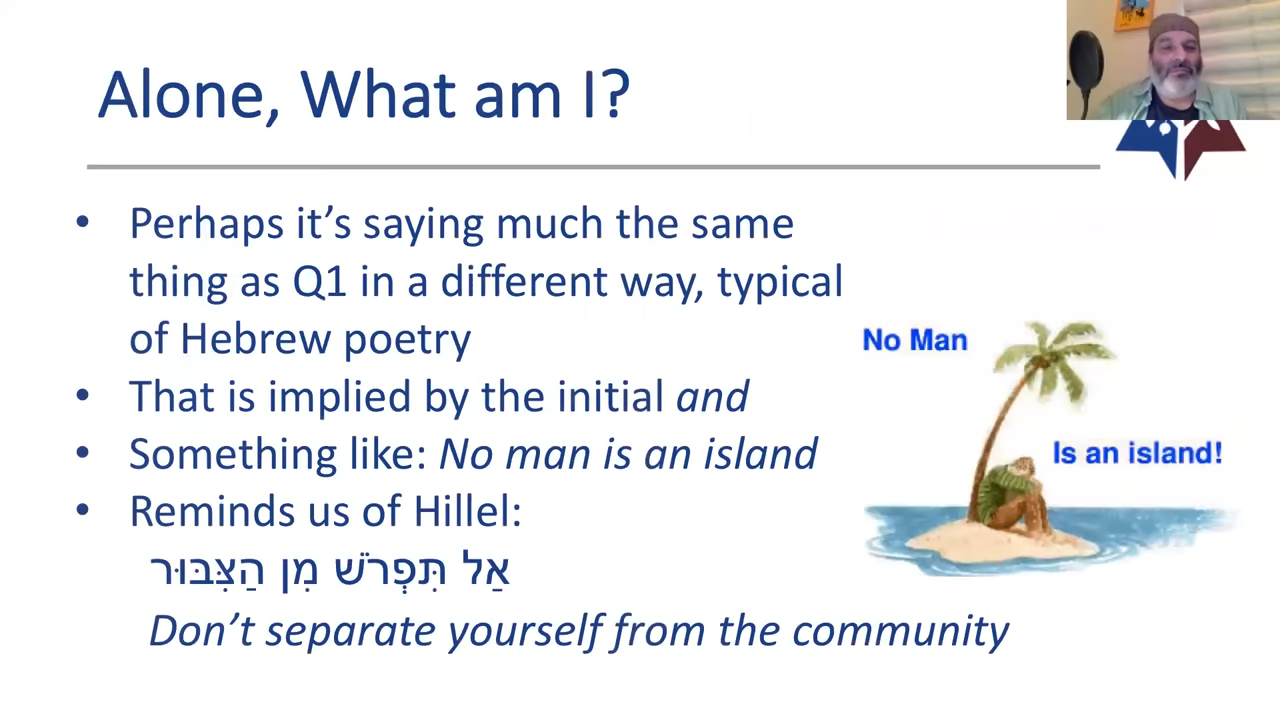 Alone, What am I?
• Perhaps it’s saying much the same
thing as Q1 in a different way, typical
of Hebrew poetry
• That is implied by the initial and
• Something like: No man is an island
• Reminds us of Hillel:
אַל תִּפְרֹשׁ מִן הַצִּבּוּר
Don’t separate yourself from the community
No Man
Is an island!